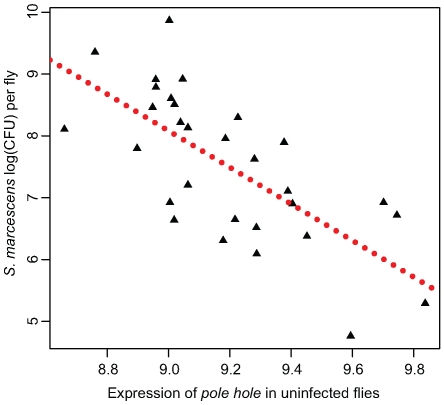 S. marcescens log(CFU) per fly
10
9
8
7
6
5
8.8 9.0 9.2 9.4 9.6 9.8
Expression of pole hole in uninfected flies